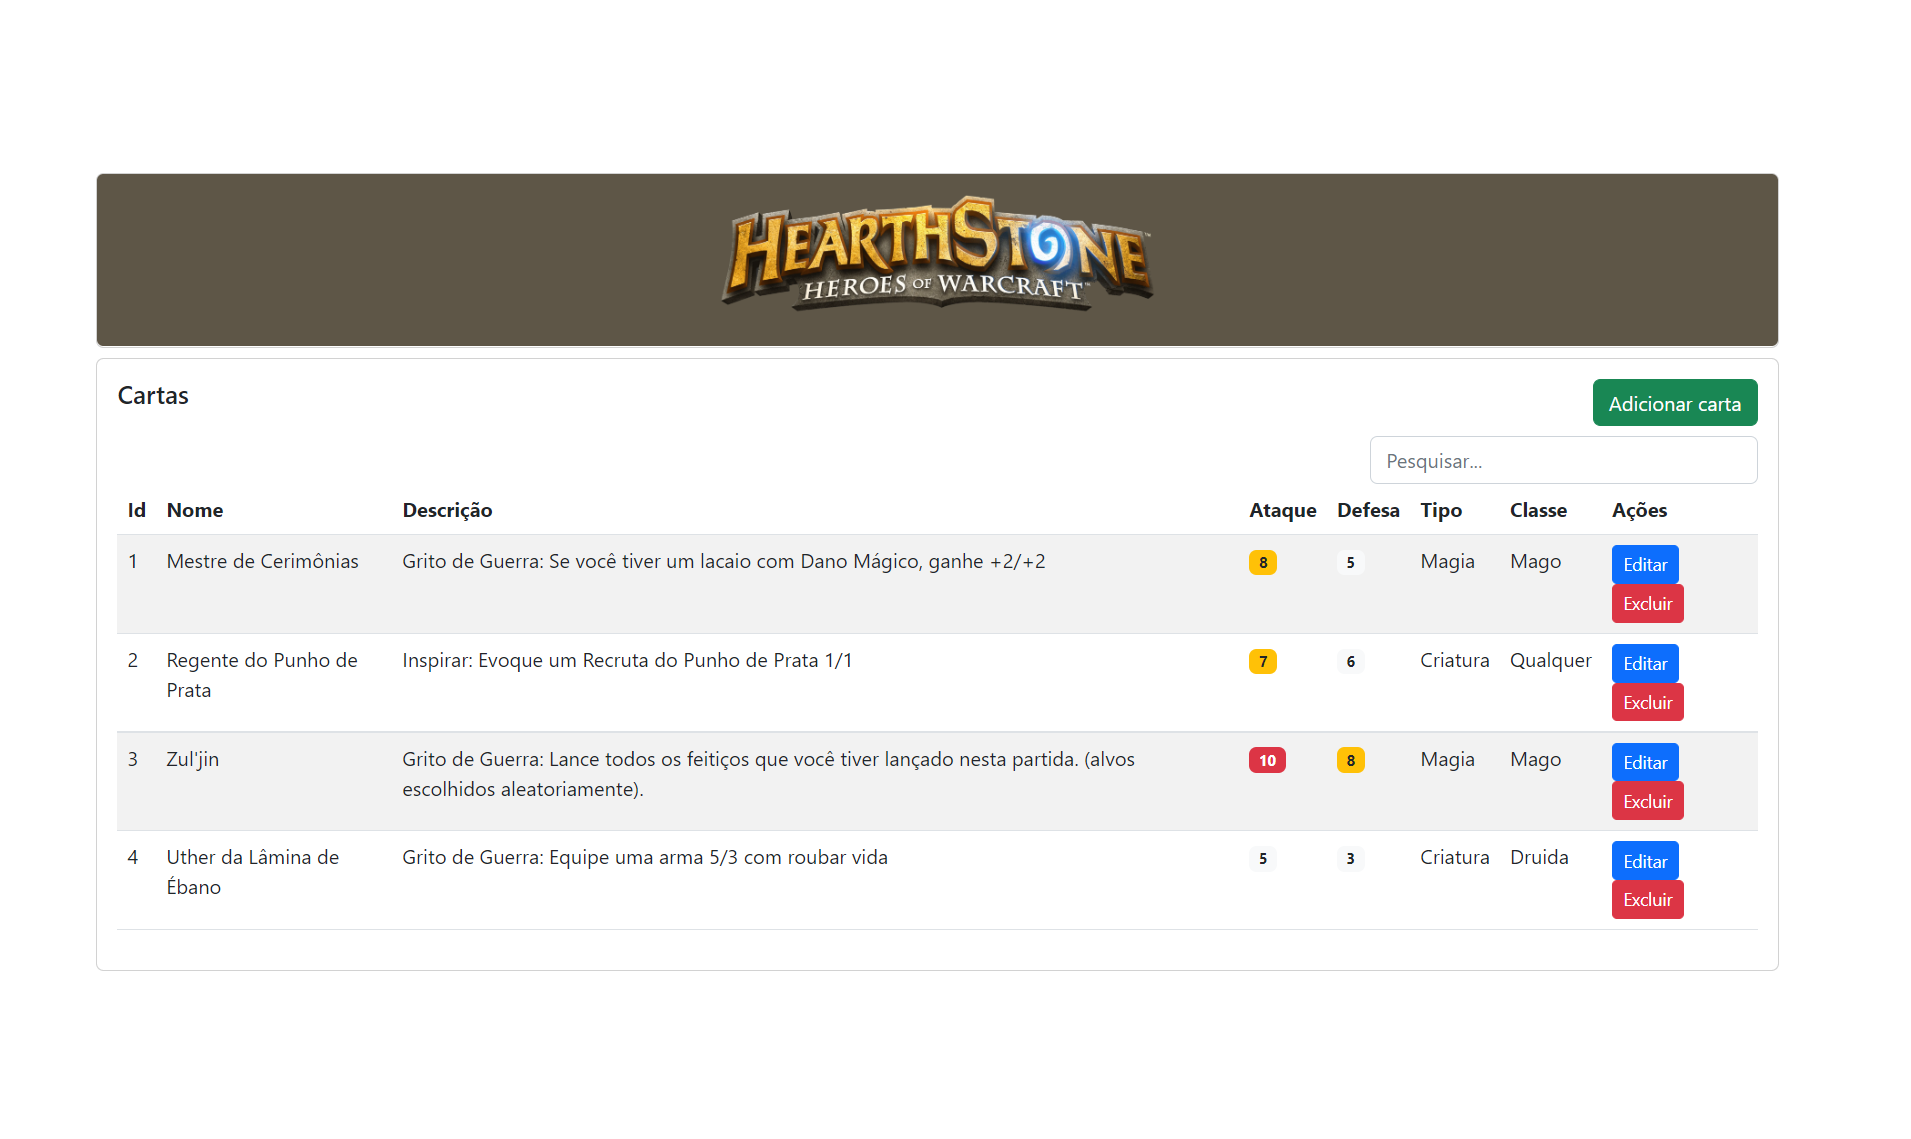 HEARTHSTONE™
HEROES OF WARCRAFT™
Cartas
Adicionar carta
Pesquisar...
Id Nome Descrição Ataque Defesa Tipo Classe Ações
1 Mestre de Cerimônias Grito de Guerra: Se você tiver um lacaio com Dano Mágico, ganhe +2/+2 8 5 Magia Mago Editar
Excluir
2 Regente do Punho de Inspirar: Evoque um Recruta do Punho de Prata 1/1 7 6 Criatura Qualquer Editar
Prata Excluir
3 Zul'jin Grito de Guerra: Lance todos os feitiços que você tiver lançado nesta partida. (alvos 10 8 Magia Mago Editar
escolhidos aleatoriamente). Excluir
4 Uther da Lâmina de Grito de Guerra: Equipe uma arma 5/3 com roubar vida 5 3 Criatura Druida Editar
Ébano Excluir